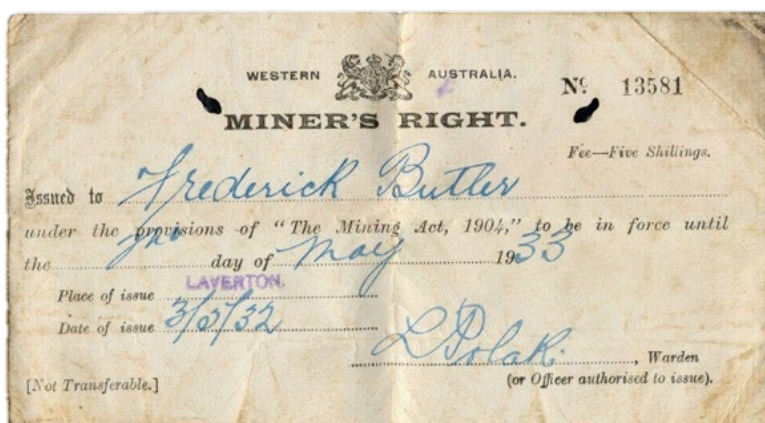 WESTERN AUSTRALIA.
Nº 13581
MINER'S RIGHT.
Fee—Five Shillings.
Issued to Frederick Butler
under the provisions of "The Mining Act, 1904," to be in force until
the day of May 1933
LAVERTON.
Place of issue
Date of issue 3/5/32
L Polak.
, Warden
[Not Transferable.]
(or Officer authorised to issue).